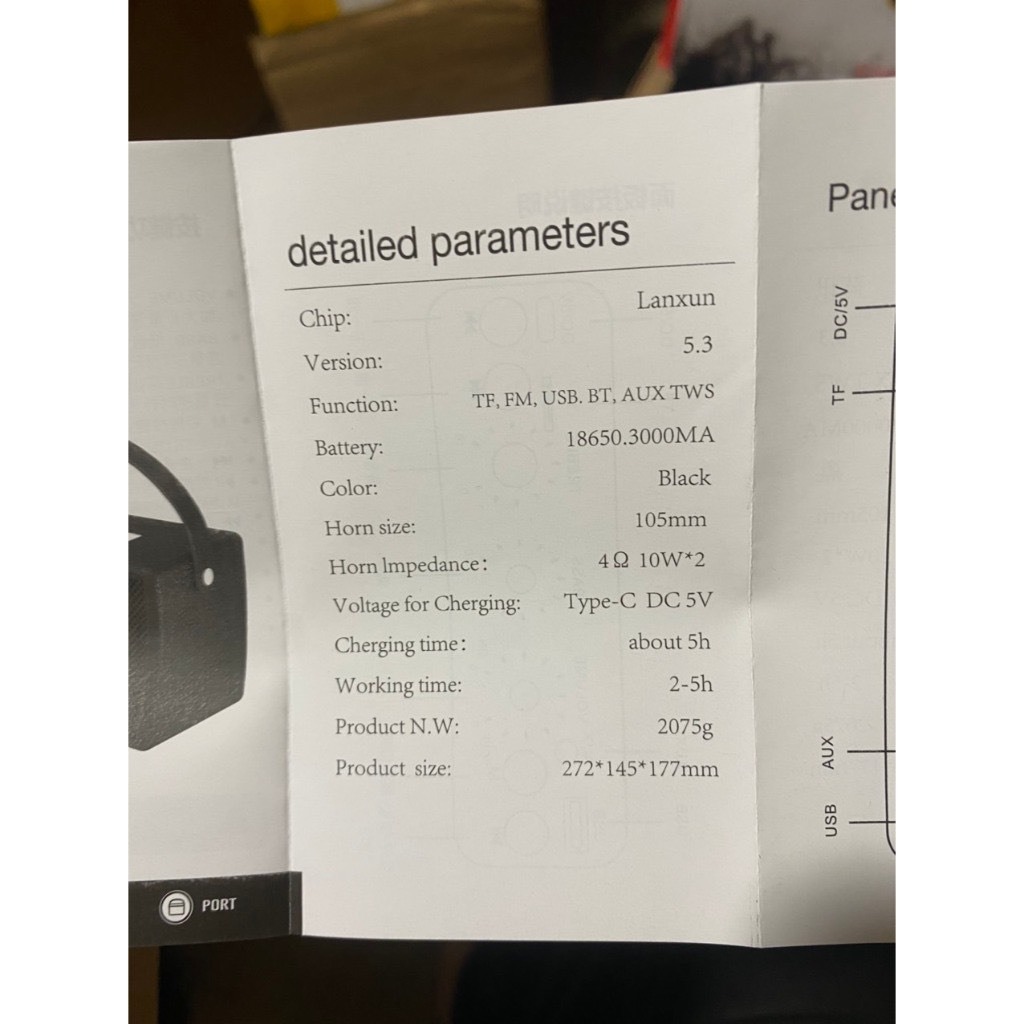 detailed parameters
Chip: Lanxun
Version: 5.3
Function: TF, FM, USB. BT, AUX TWS
Battery: 18650.3000MA
Color: Black
Horn size: 105mm
Horn lmpedance: 4Ω 10W*2
Voltage for Cherging: Type-C DC 5V
Cherging time: about 5h
Working time: 2-5h
Product N.W: 2075g
Product size: 272*145*177mm
PORT
Pane
DC/5V
TF
AUX
USB